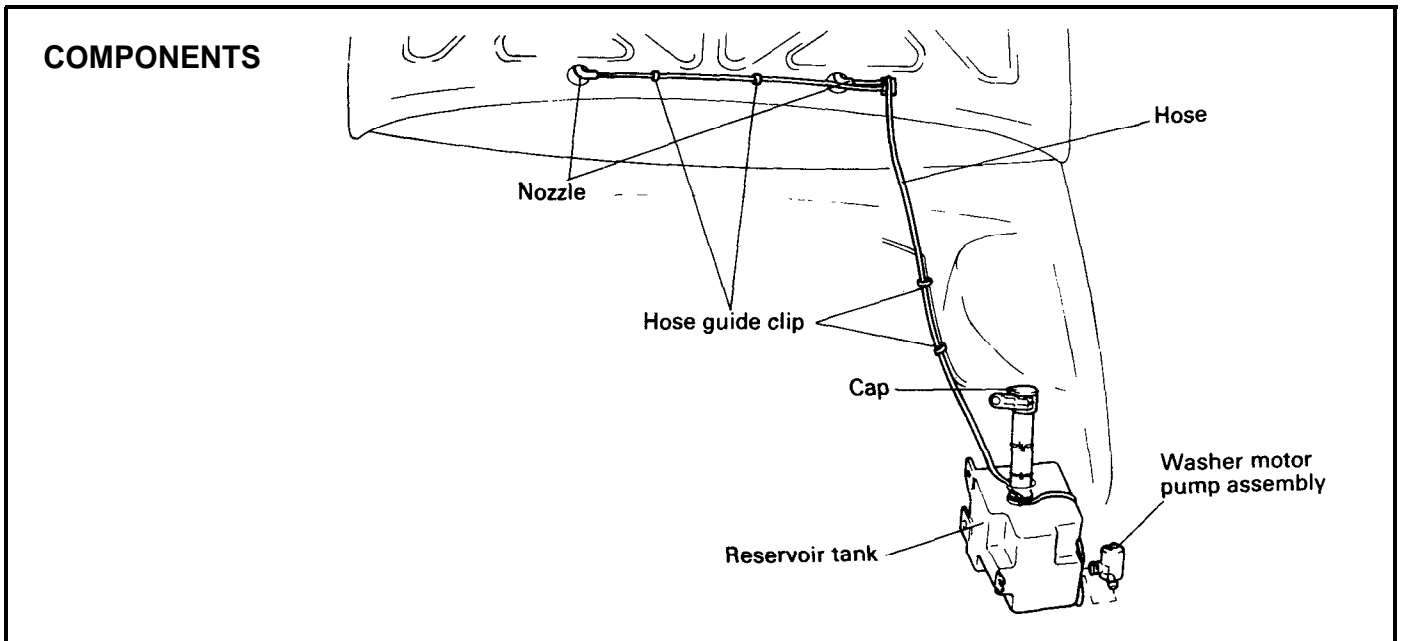 COMPONENTS
Hose
Nozzle
Hose guide clip
Cap
Washer motor
pump assembly
Reservoir tank